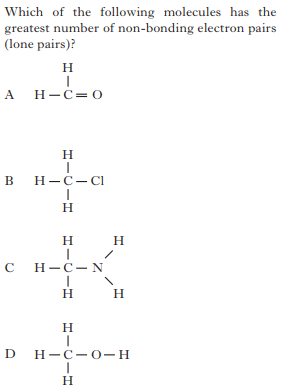 Which of the following molecules has the
greatest number of non-bonding electron pairs
(lone pairs)?
H
A H–C=O
H
B H–C–Cl
H
H H
C H–C–N
H H
H
D H–C–O–H
H